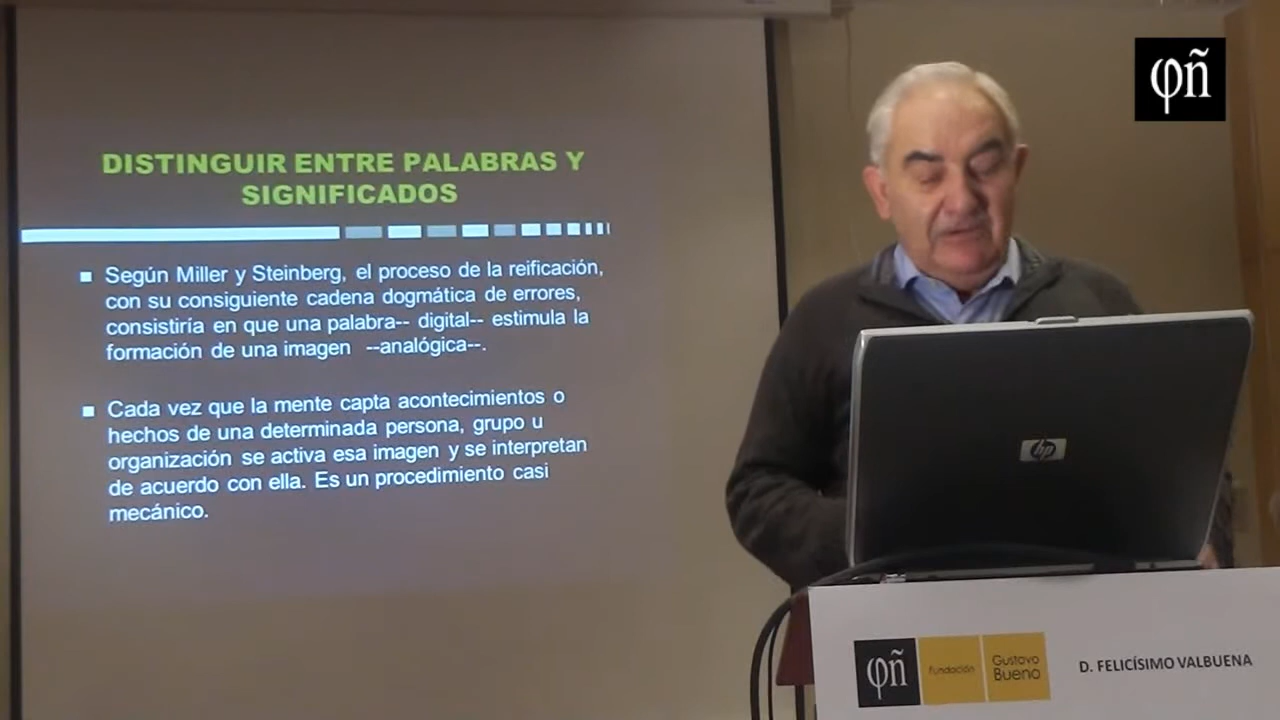 φñ
DISTINGUIR ENTRE PALABRAS Y
SIGNIFICADOS
Según Miller y Steinberg, el proceso de la reificación,
con su consiguiente cadena dogmática de errores,
consistiría en que una palabra-- digital-- estimula la
formación de una imagen --analógica--.
Cada vez que la mente capta acontecimientos o
hechos de una determinada persona, grupo u
organización se activa esa imagen y se interpretan
de acuerdo con ella. Es un procedimiento casi
mecánico.
hp
φñ
Fundación
Gustavo
Bueno
D. FELICÍSIMO VALBUENA